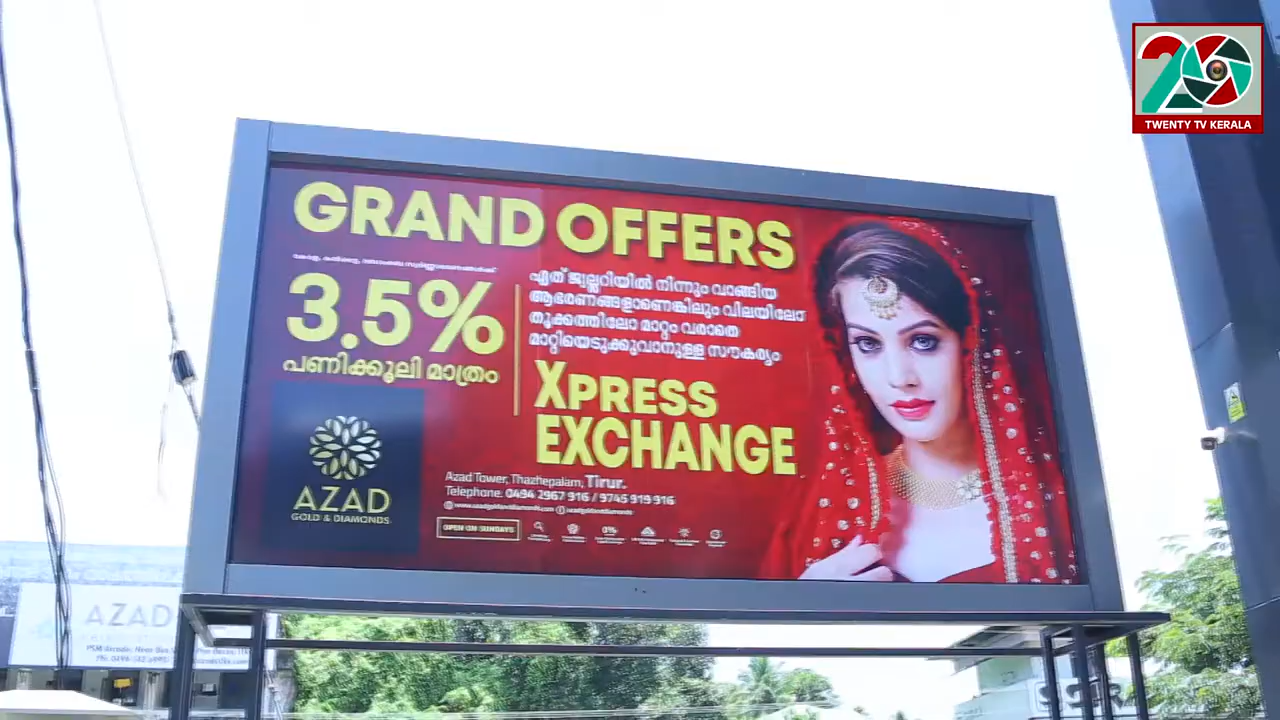 20
TWENTY TV KERALA
GRAND OFFERS
3.5%
പണിക്കൂലി മാത്രം
ഏത് ജ്വല്ലറിയിൽ നിന്നും വാങ്ങിയ
ആഭരണങ്ങളാണെങ്കിലും വിലയിലോ
തൂക്കത്തിലോ മാറ്റം വരാതെ
മാറ്റിയെടുക്കുവാനുള്ള സൗകര്യം
XPRESS
EXCHANGE
AZAD
GOLD & DIAMONDS
Azad Tower, Thazhepalam, Tirur.
Telephone: 0494 2967 916 / 9745 919 916
OPEN ON SUNDAYS
AZAD